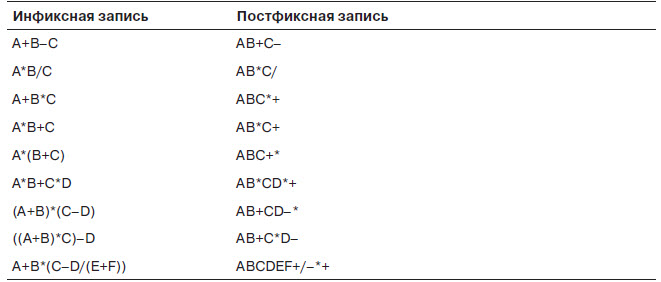 Инфиксная запись Постфиксная запись
A+B–C AB+C–
A*B/C AB*C/
A+B*C ABC*+
A*B+C AB*C+
A*(B+C) ABC+*
A*B+C*D AB*CD*+
(A+B)*(C–D) AB+CD–*
((A+B)*C)–D AB+C*D–
A+B*(C–D/(E+F)) ABCDEF+/–*+